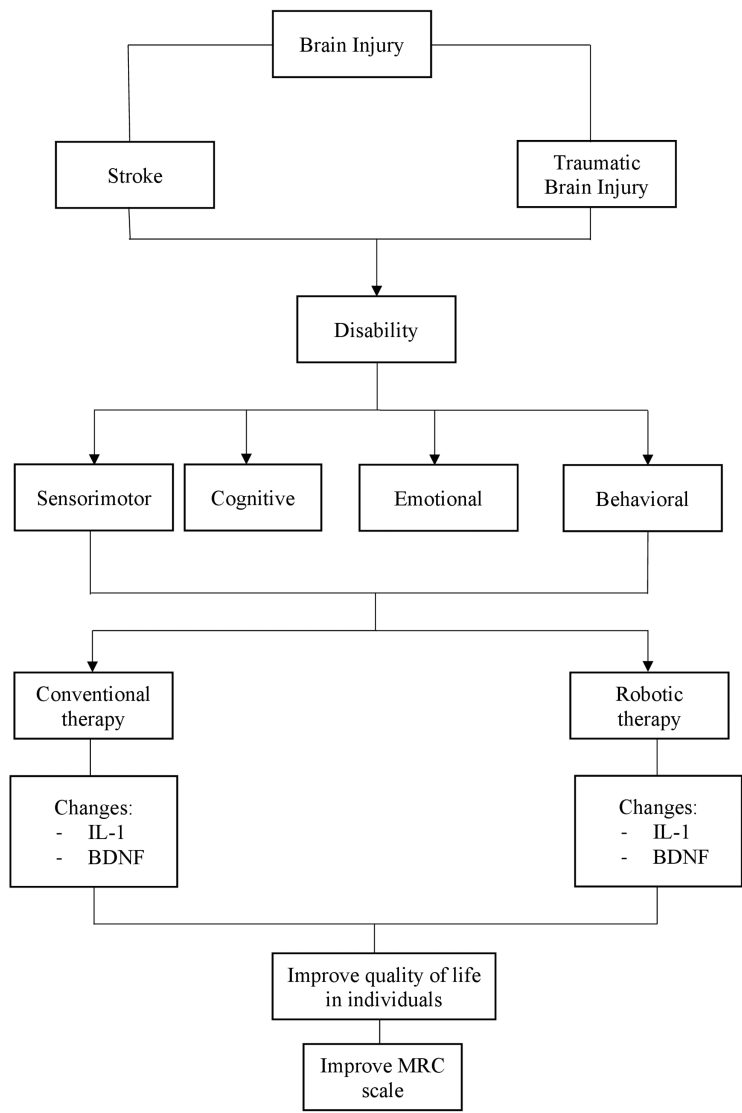 Brain Injury
Stroke
Traumatic
Brain Injury
Disability
Sensorimotor
Cognitive
Emotional
Behavioral
Conventional
therapy
Robotic
therapy
Changes:
- IL-1
- BDNF
Changes:
- IL-1
- BDNF
Improve quality of life
in individuals
Improve MRC
scale